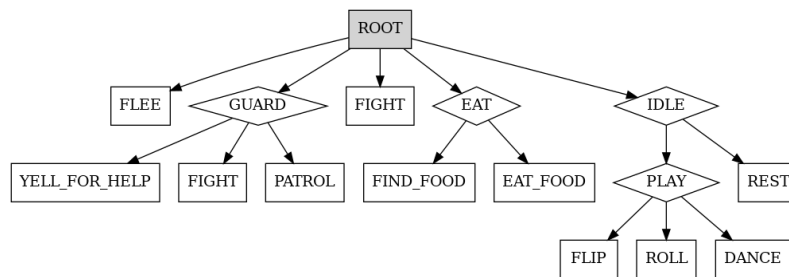 ROOT
FLEE
GUARD
FIGHT
EAT
IDLE
YELL_FOR_HELP
FIGHT
PATROL
FIND_FOOD
EAT_FOOD
PLAY
REST
FLIP
ROLL
DANCE